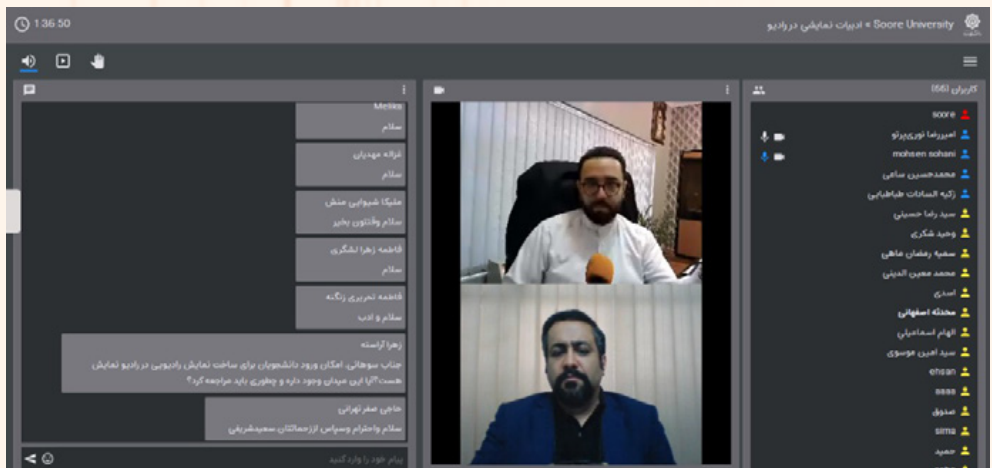 1 36 50
Soore University » ادبیات نمایشی در رادیو
کاربران (66)
soore
امیررضا نوری‌پرتو
mohsen sohani
محمدحسین ساعی
زکیه السادات طباطبایی
سید رضا حسینی
وحید شکری
سمیه رمضان ماهی
محمد معین الدینی
اسدی
محدثه اصفهانی
الهام اسماعیلی
سید امین موسوی
ehsan
aaaa
صدوق
sima
حمید
Melika
سلام
غزاله مهدیان
سلام
ملیکا شیوایی منش
سلام وقتتون بخیر
فاطمه زهرا لشگری
سلام
فاطمه تحریری زنگنه
سلام و ادب
زهرا آراسته
جناب سوهانی، امکان ورود دانشجویان برای ساخت نمایش رادیویی در رادیو نمایش
هست؟آیا این میدان وجود داره و چطوری باید مراجعه کرد؟
حاجی صفر تهرانی
سلام واحترام وسپاس اززحماتتان.سعیدشریفی
پیام خود را وارد کنید